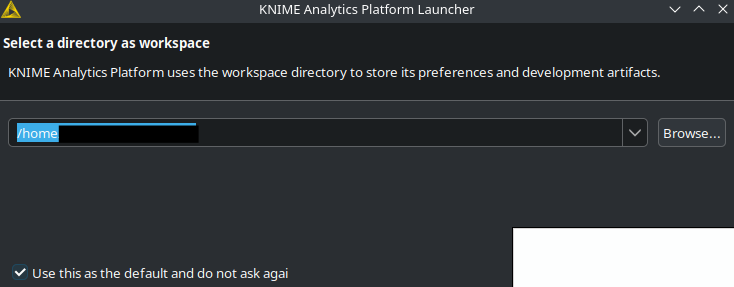 KNIME Analytics Platform Launcher
Select a directory as workspace
KNIME Analytics Platform uses the workspace directory to store its preferences and development artifacts.
/home
Browse...
Use this as the default and do not ask agai